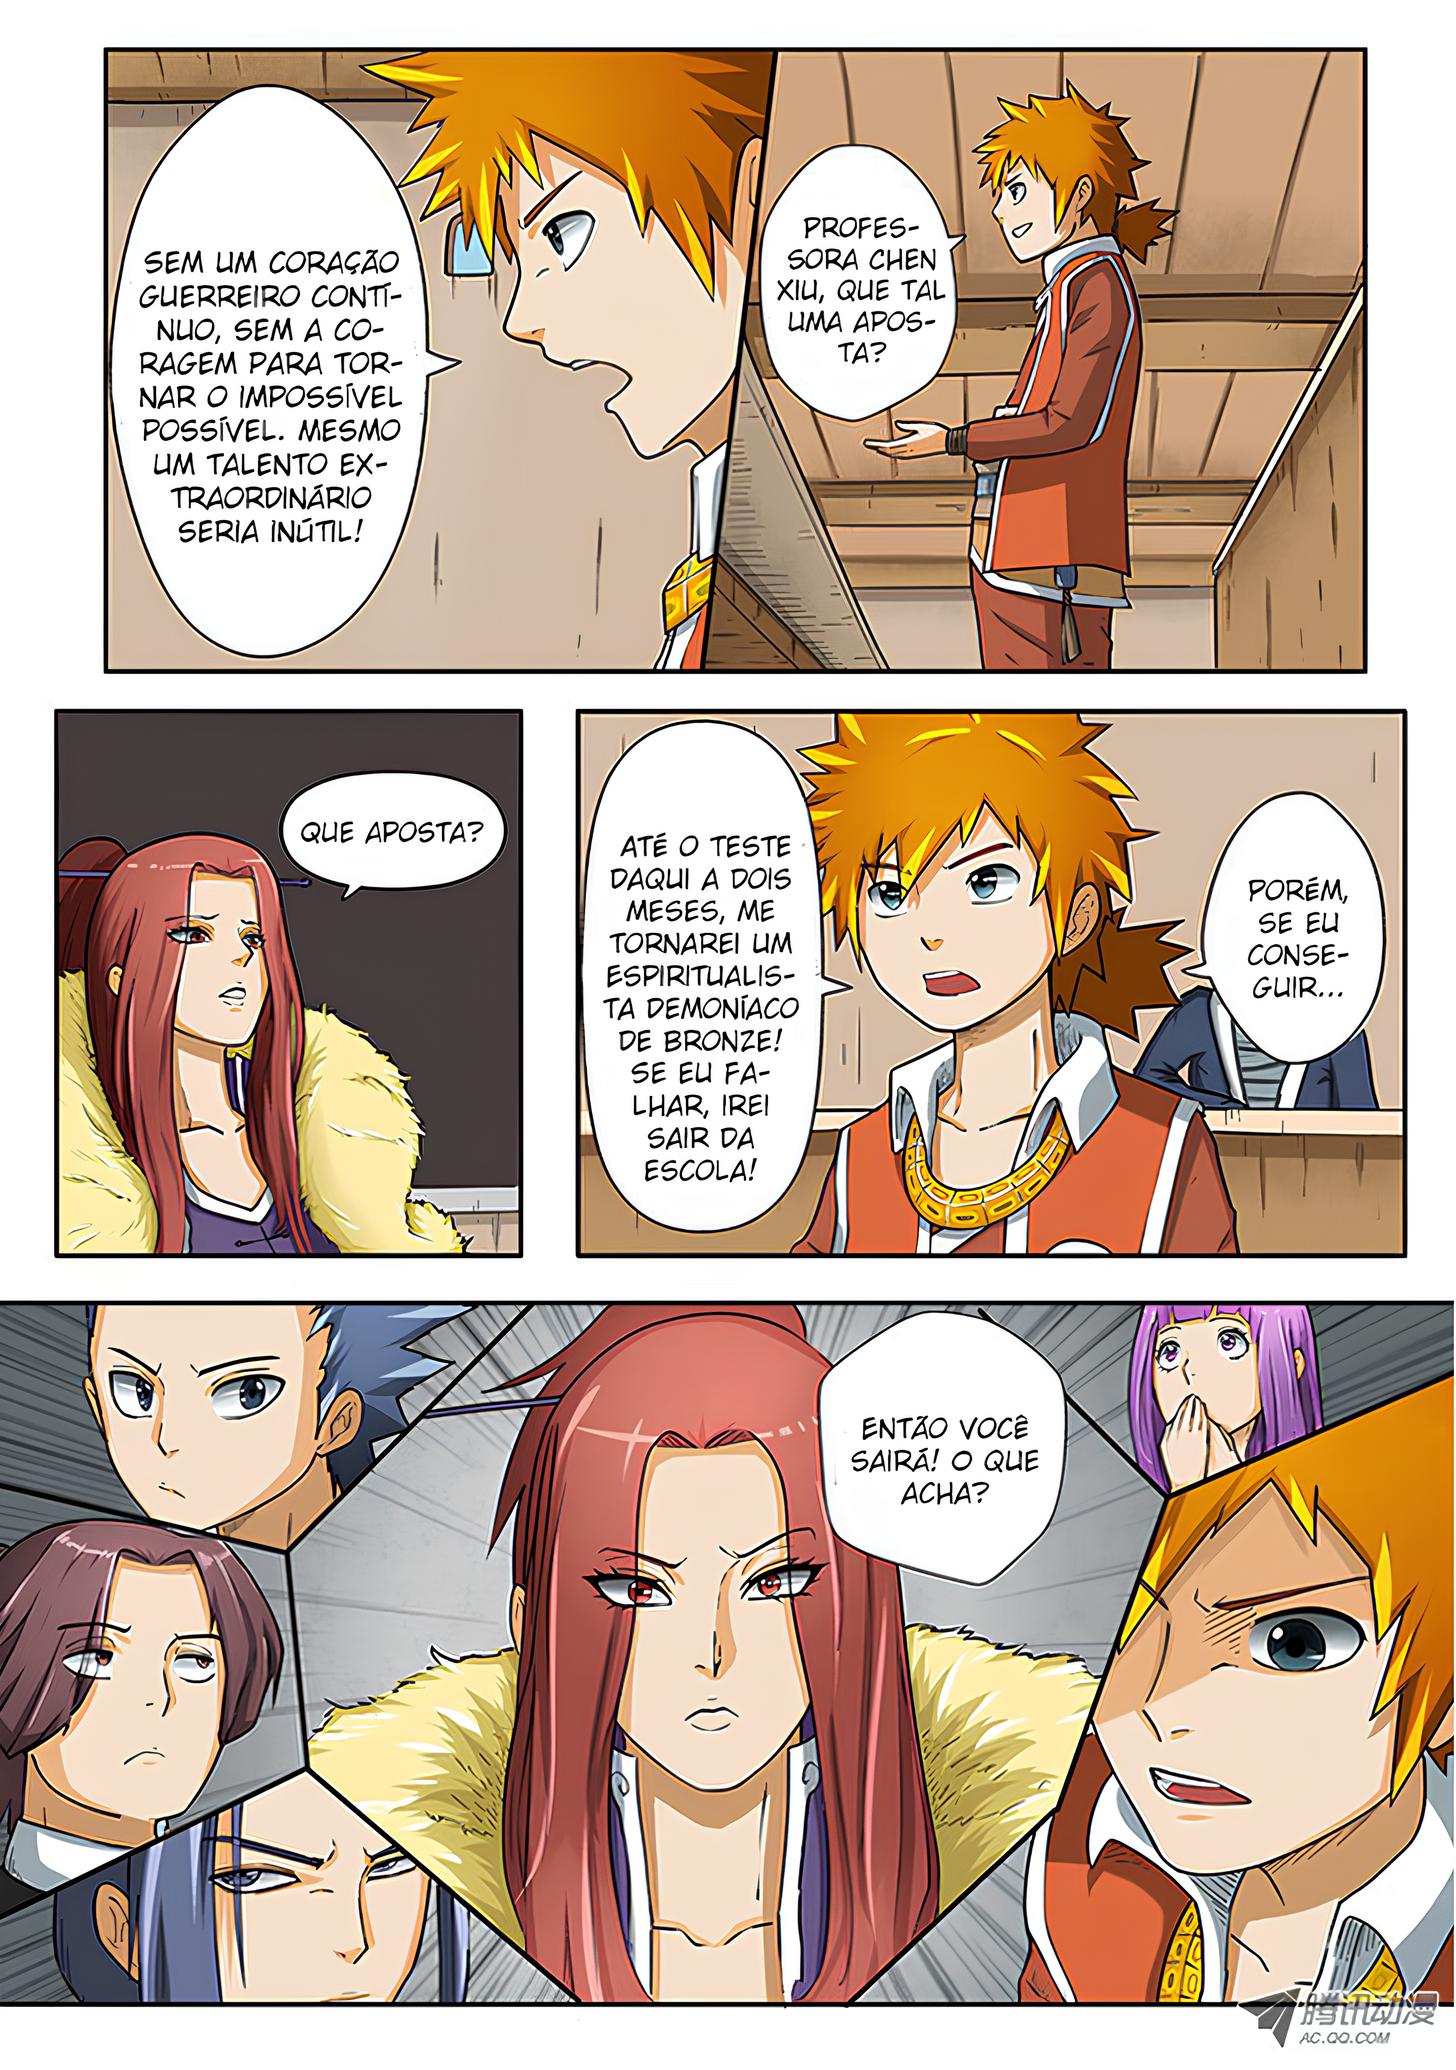 SEM UM CORAÇÃO
GUERREIRO CONTÍ-
NUO, SEM A CO-
RAGEM PARA TOR-
NAR O IMPOSSÍVEL
POSSÍVEL. MESMO
UM TALENTO EX-
TRAORDINÁRIO
SERIA INÚTIL!
PROFES-
SORA CHEN
XIU, QUE TAL
UMA APOS-
TA?
QUE APOSTA?
ATÉ O TESTE
DAQUI A DOIS
MESES, ME
TORNAREI UM
ESPIRITUALIS-
TA DEMONÍACO
DE BRONZE!
SE EU FA-
LHAR, IREI
SAIR DA
ESCOLA!
PORÉM,
SE EU
CONSE-
GUIR...
ENTÃO VOCÊ
SAIRÁ! O QUE
ACHA?
腾讯动漫
AC.QQ.COM